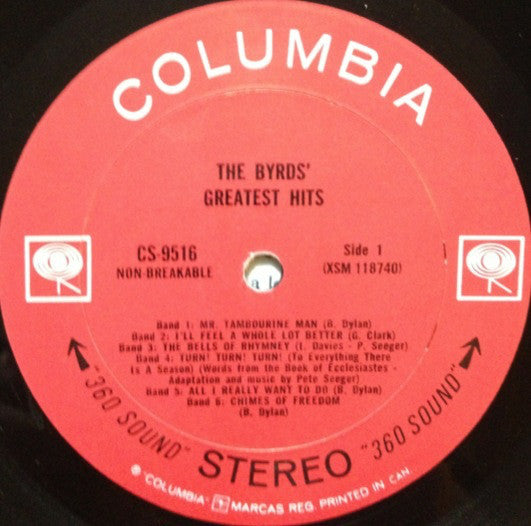 COLUMBIA
THE BYRDS'
GREATEST HITS
CS-9516
NON-BREAKABLE
Side 1
(XSM 118740)
Band 1: MR. TAMBOURINE MAN (B. Dylan)
Band 2: I'LL FEEL A WHOLE LOT BETTER (G. Clark)
Band 3: THE BELLS OF RHYMNEY (I. Davies - P. Seeger)
Band 4: TURN! TURN! TURN! (To Everything There
Is A Season) (Words from the Book of Ecclesiastes -
Adaptation and music by Pete Seeger)
Band 5: ALL I REALLY WANT TO DO (B. Dylan)
Band 6: CHIMES OF FREEDOM
(B. Dylan)
"360 SOUND" STEREO "360 SOUND"
"COLUMBIA" MARCAS REG. PRINTED IN CAN.